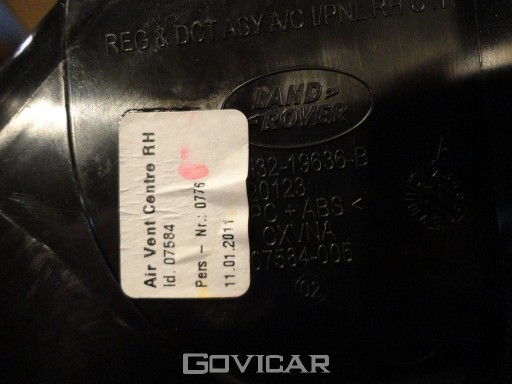 REG & DCT ASY A/C I/PNL RH
LAND-
ROVER
Air Vent Centre RH
Id. 07584
Pers - Nr.: 0776
11.01.2011
32-19636-B
0123
PC + ABS <
CXVNA
07584-005
02
GOVICAR